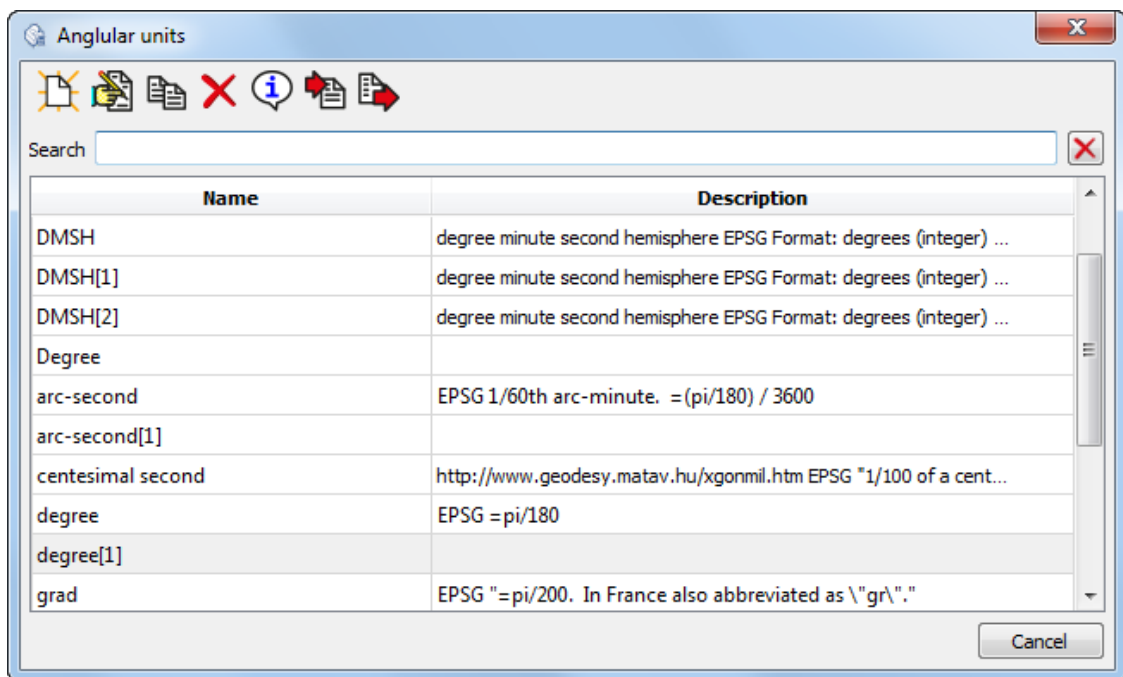 Anglular units
Search
Name Description
DMSH degree minute second hemisphere EPSG Format: degrees (integer) ...
DMSH[1] degree minute second hemisphere EPSG Format: degrees (integer) ...
DMSH[2] degree minute second hemisphere EPSG Format: degrees (integer) ...
Degree
arc-second EPSG 1/60th arc-minute.  =(pi/180) / 3600
arc-second[1]
centesimal second http://www.geodesy.matav.hu/xgonmil.htm EPSG "1/100 of a cent...
degree EPSG =pi/180
degree[1]
grad EPSG "=pi/200.  In France also abbreviated as \"gr\"."
Cancel